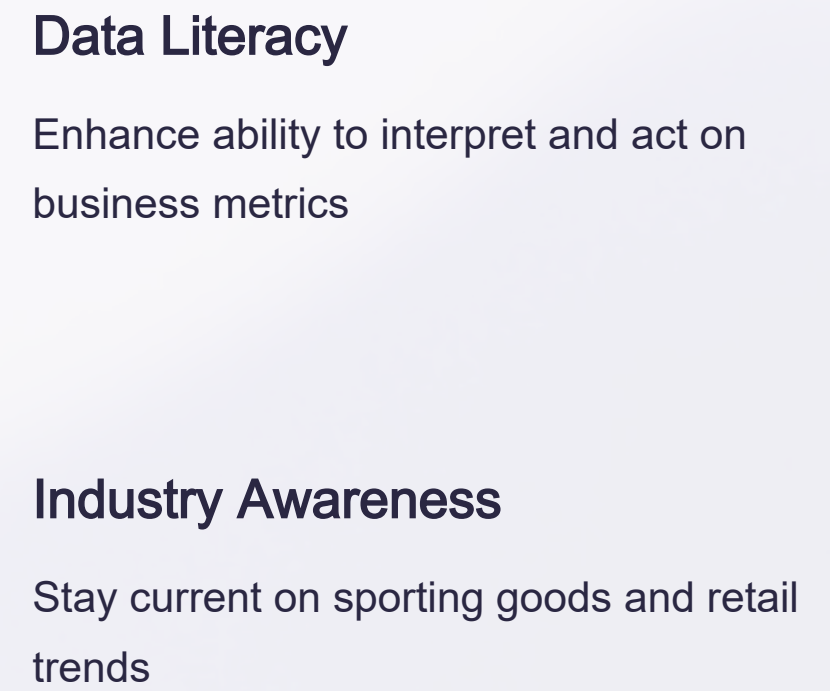 Data Literacy
Enhance ability to interpret and act on
business metrics
Industry Awareness
Stay current on sporting goods and retail
trends